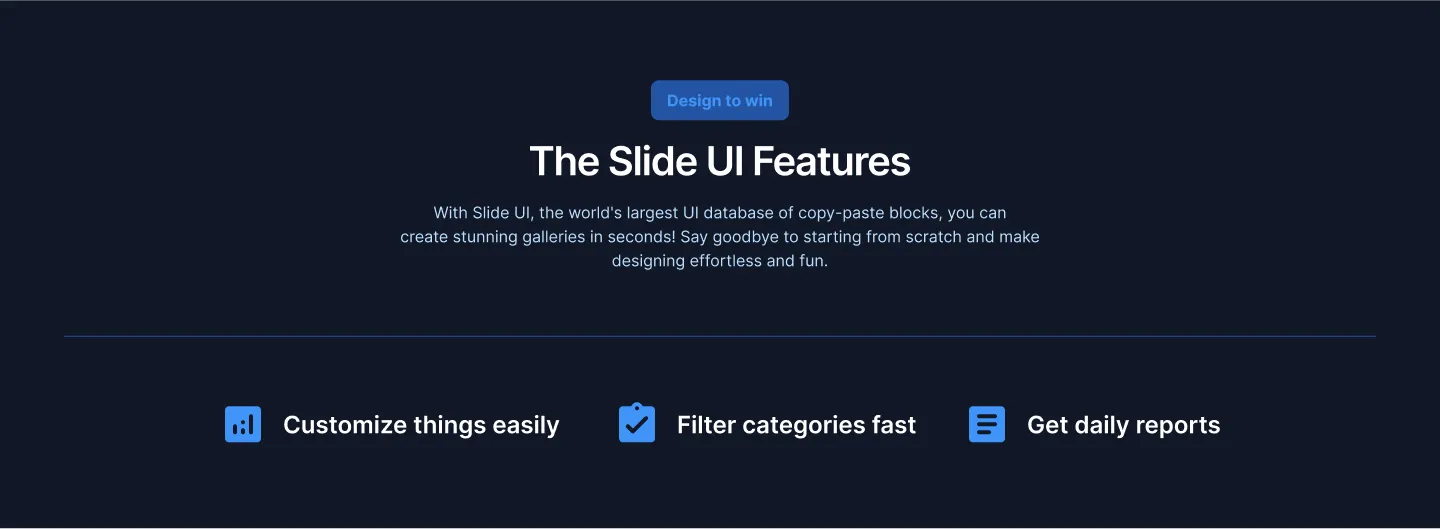 Design to win
The Slide UI Features
With Slide UI, the world's largest UI database of copy-paste blocks, you can
create stunning galleries in seconds! Say goodbye to starting from scratch and make
designing effortless and fun.
Customize things easily
Filter categories fast
Get daily reports